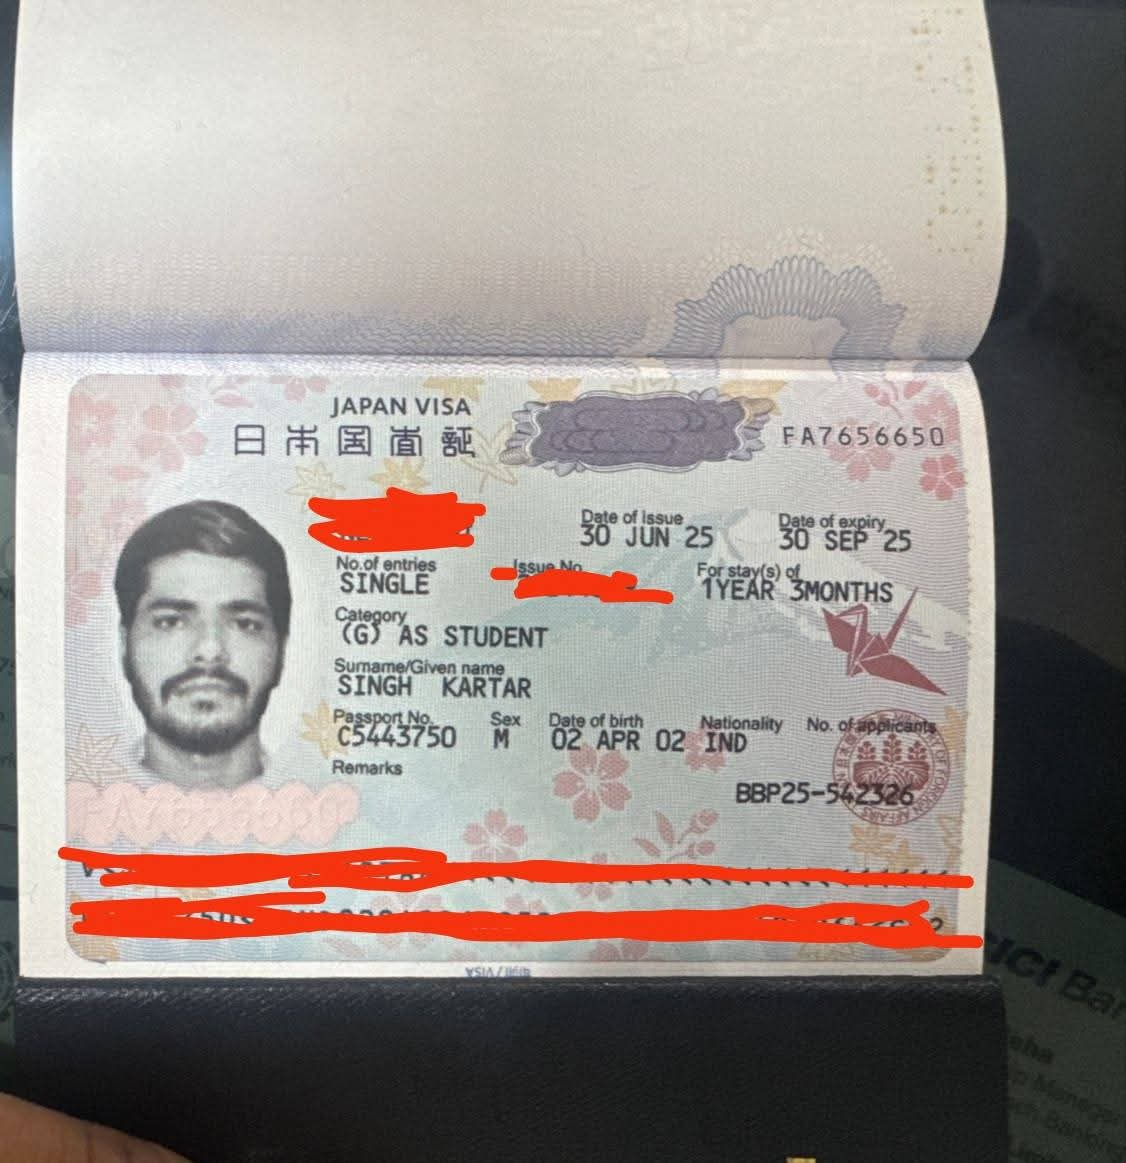 JAPAN VISA
日本国査証
FA7656650
Date of issue
30 JUN 25
Date of expiry
30 SEP 25
No.of entries
SINGLE
Issue No
For stay(s) of
1YEAR 3MONTHS
Category
(G) AS STUDENT
Surname/Given name
SINGH KARTAR
Passport No.
C5443750
Sex
M
Date of birth
02 APR 02
Nationality
IND
No. of applicants
Remarks
BBP25-542326
ICI Ban